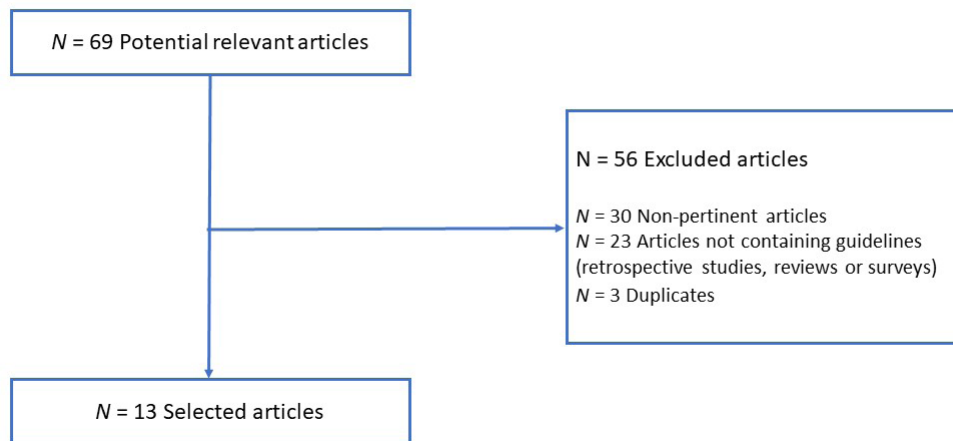 N = 69 Potential relevant articles
N = 56 Excluded articles
N = 30 Non-pertinent articles
N = 23 Articles not containing guidelines
(retrospective studies, reviews or surveys)
N = 3 Duplicates
N = 13 Selected articles